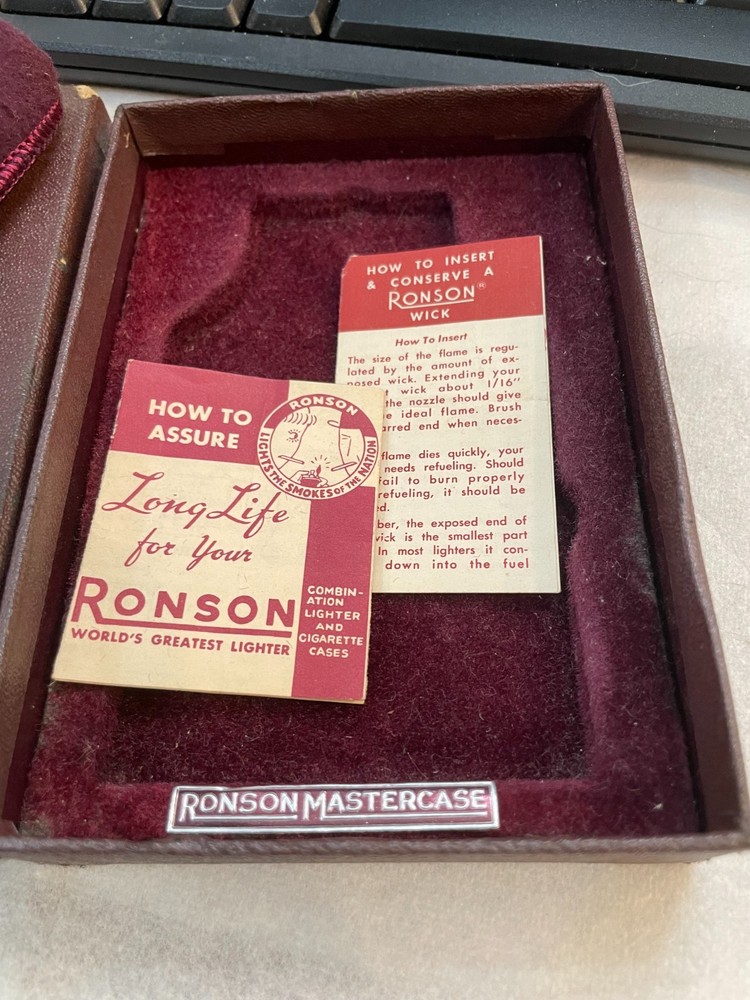 HOW TO INSERT
& CONSERVE A
RONSON®
WICK
How To Insert
The size of the flame is regu-
lated by the amount of ex-
posed wick. Extending your
wick about 1/16"
the nozzle should give
ideal flame. Brush
end when neces-
flame dies quickly, your
needs refueling. Should
fail to burn properly
refueling, it should be
the exposed end of
wick is the smallest part
In most lighters it con-
down into the fuel
HOW TO
ASSURE
RONSON
LIGHTS THE SMOKES OF THE NATION
Long Life
for Your
RONSON
WORLD'S GREATEST LIGHTER
COMBIN-
ATION
LIGHTER
AND
CIGARETTE
CASES
RONSON MASTERCASE